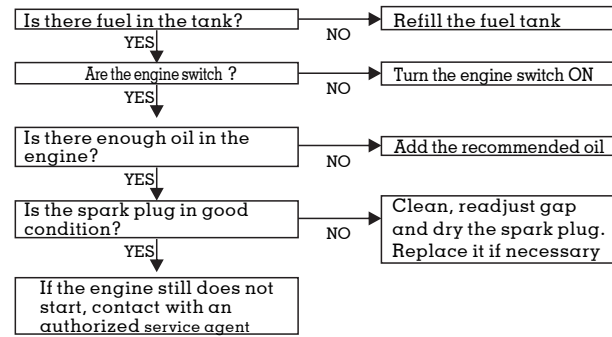 Is there fuel in the tank?
NO
Refill the fuel tank
YES
Are the engine switch ?
NO
Turn the engine switch ON
YES
Is there enough oil in the
engine?
NO
Add the recommended oil
YES
Is the spark plug in good
condition?
NO
Clean, readjust gap
and dry the spark plug.
Replace it if necessary
YES
If the engine still does not
start, contact with an
authorized service agent